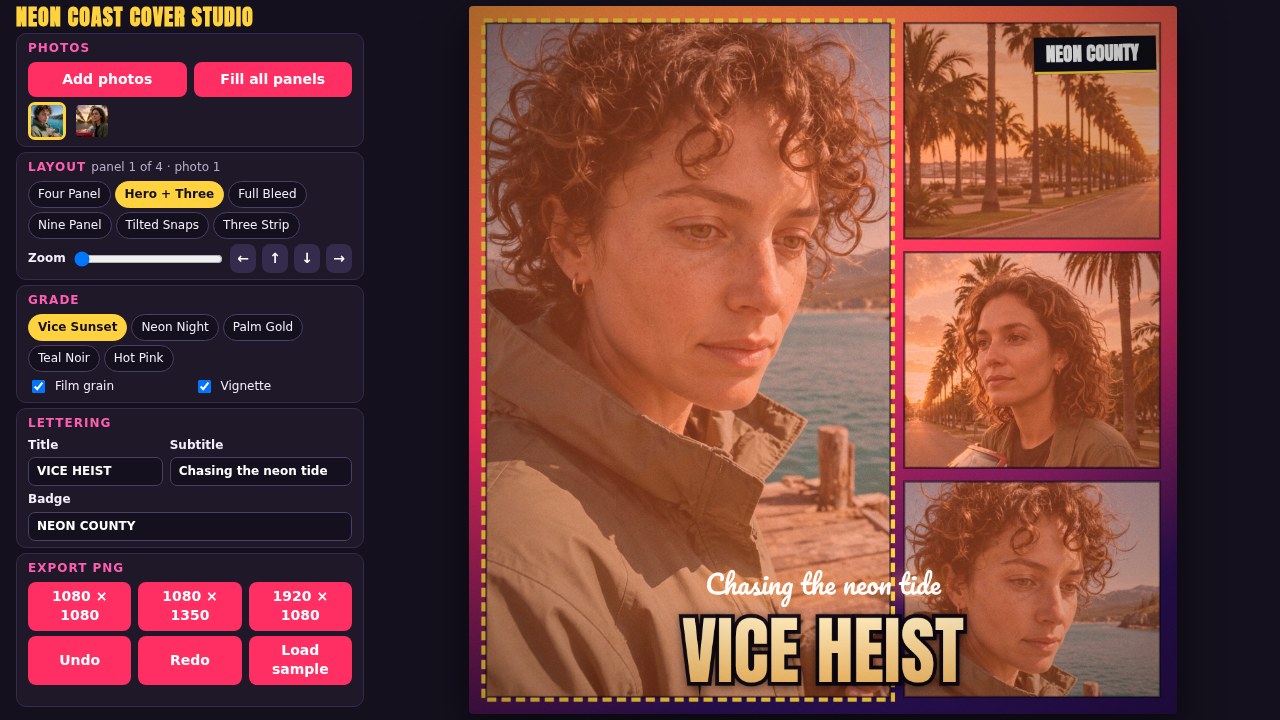 NEON COAST COVER STUDIO
PHOTOS
Add photos
Fill all panels
LAYOUT panel 1 of 4 · photo 1
Four Panel
Hero + Three
Full Bleed
Nine Panel
Tilted Snaps
Three Strip
Zoom ← ↑ ↓ →
GRADE
Vice Sunset
Neon Night
Palm Gold
Teal Noir
Hot Pink
Film grain
Vignette
LETTERING
Title
Subtitle
VICE HEIST
Chasing the neon tide
Badge
NEON COUNTY
EXPORT PNG
1080 ×
1080
1080 ×
1350
1920 ×
1080
Undo
Redo
Load
sample
NEON COUNTY
Chasing the neon tide
VICE HEIST